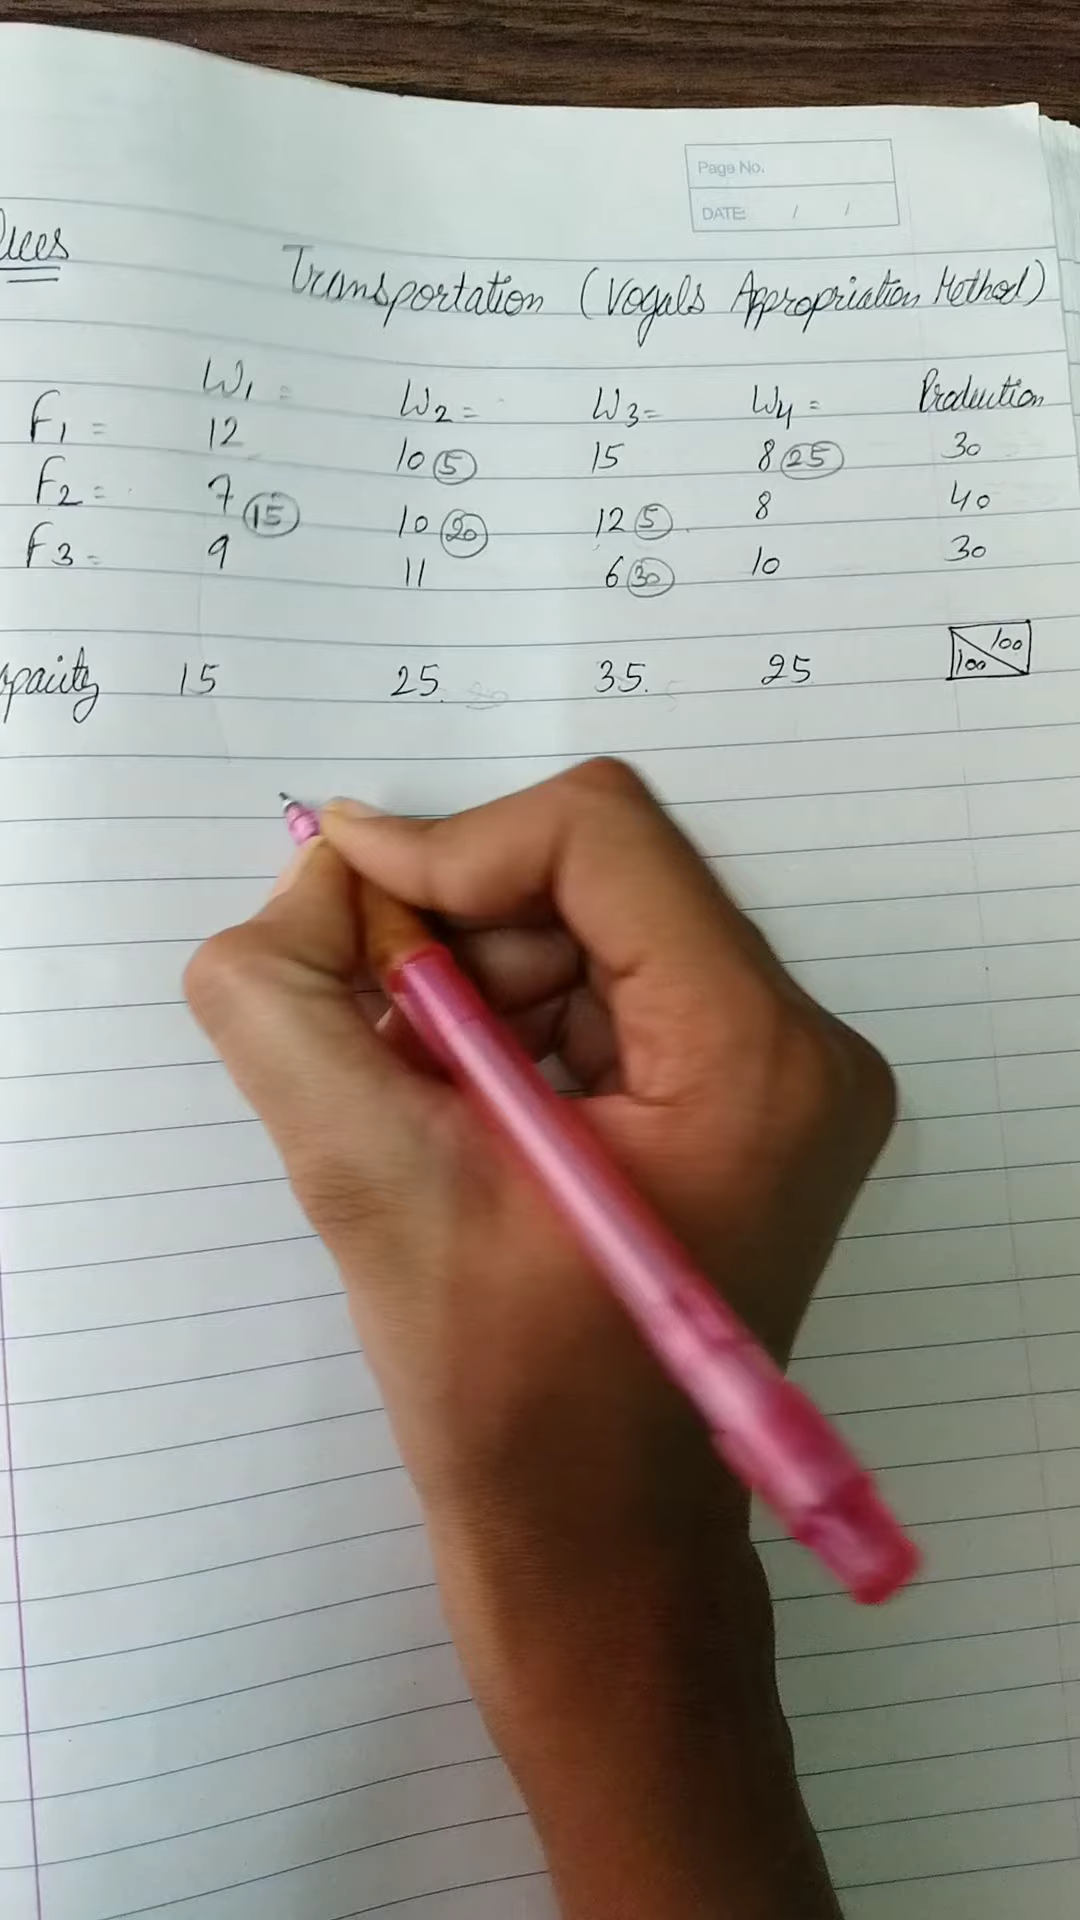 Page No.
DATE: / /
Transportation (Vogals Appropriation Method)
W1 = W2 = W3 = W4 = Production
F1 = 12 10 (5) 15 8 (25) 30
F2 = 7 (15) 10 (20) 12 (5) 8 40
F3 = 9 11 6 (30) 10 30
apacity 15 25. 35. 25 100 100